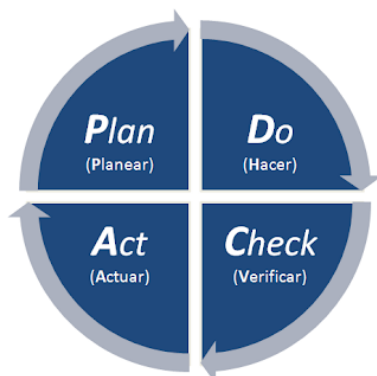 Plan
(Planear)
Do
(Hacer)
Act
(Actuar)
Check
(Verificar)